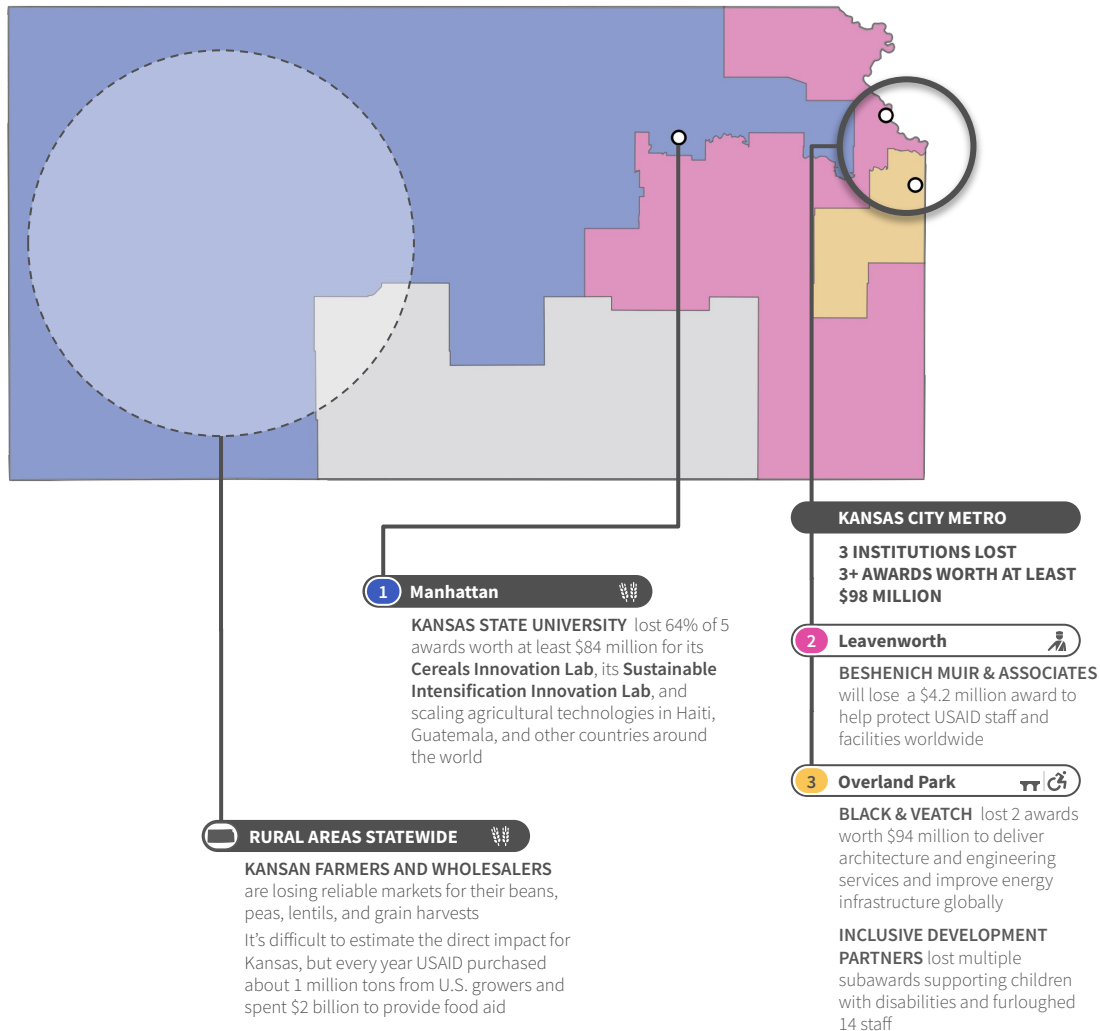 1 Manhattan
KANSAS STATE UNIVERSITY lost 64% of 5
awards worth at least $84 million for its
Cereals Innovation Lab, its Sustainable
Intensification Innovation Lab, and
scaling agricultural technologies in Haiti,
Guatemala, and other countries around
the world
RURAL AREAS STATEWIDE
KANSAN FARMERS AND WHOLESALERS
are losing reliable markets for their beans,
peas, lentils, and grain harvests
It's difficult to estimate the direct impact for
Kansas, but every year USAID purchased
about 1 million tons from U.S. growers and
spent $2 billion to provide food aid
KANSAS CITY METRO
3 INSTITUTIONS LOST
3+ AWARDS WORTH AT LEAST
$98 MILLION
2 Leavenworth
BESHENICH MUIR & ASSOCIATES
will lose a $4.2 million award to
help protect USAID staff and
facilities worldwide
3 Overland Park
BLACK & VEATCH lost 2 awards
worth $94 million to deliver
architecture and engineering
services and improve energy
infrastructure globally
INCLUSIVE DEVELOPMENT
PARTNERS lost multiple
subawards supporting children
with disabilities and furloughed
14 staff